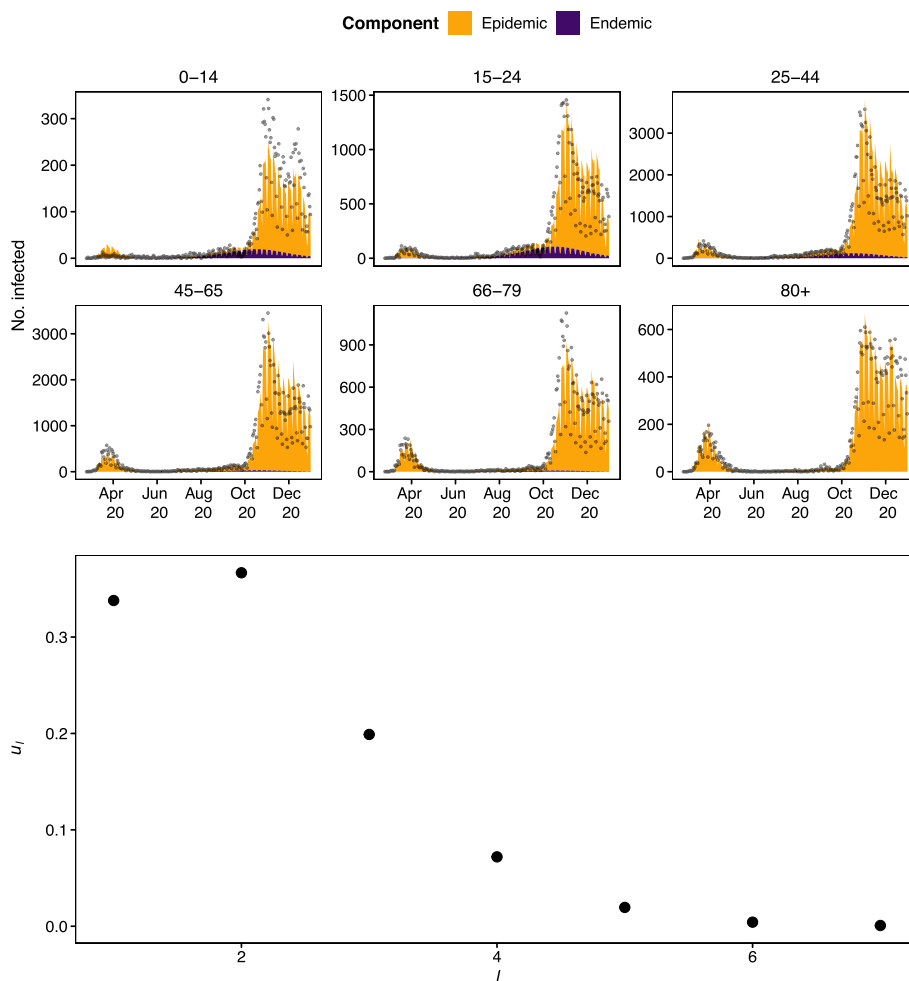 Component Epidemic Endemic
0−14 15−24 25−44
300
200
100
0
1500
1000
500
0
3000
2000
1000
0
No. infected
45−65 66−79 80+
3000
2000
1000
0
900
600
300
0
600
400
200
0
Apr 20 Jun 20 Aug 20 Oct 20 Dec 20
Apr 20 Jun 20 Aug 20 Oct 20 Dec 20
Apr 20 Jun 20 Aug 20 Oct 20 Dec 20
0.3
0.2
0.1
0.0
u_l
2 4 6
l